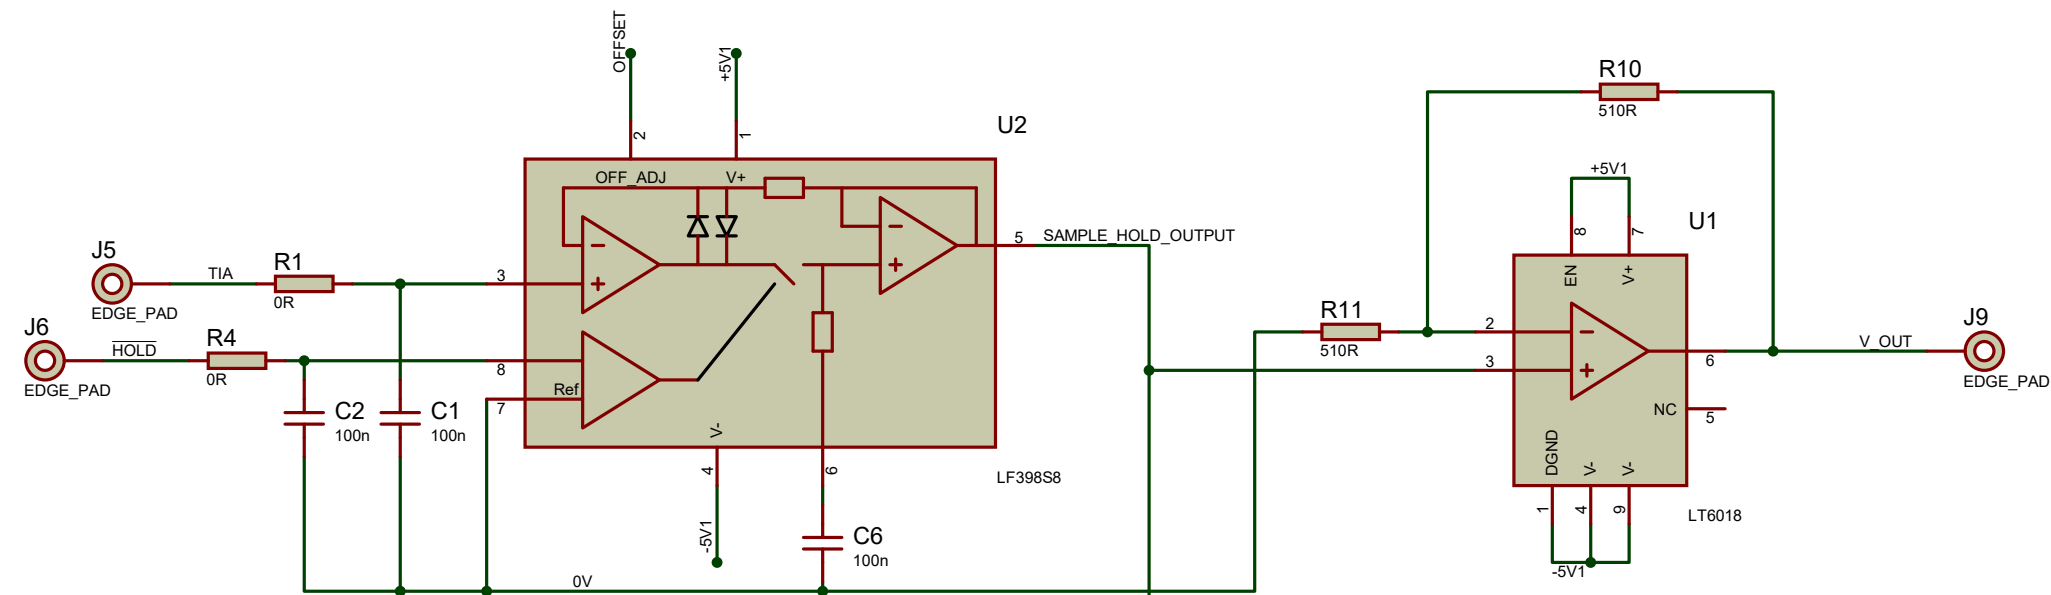 OFFSET
+5V1
R10
510R
2
1
U2
OFF_ADJ
V+
+5V1
U1
8
7
EN
V+
J5
TIA
R1
0R
EDGE_PAD
3
5
SAMPLE_HOLD_OUTPUT
J6
HOLD
R4
0R
EDGE_PAD
8
Ref
7
R11
510R
2
3
6
V_OUT
J9
EDGE_PAD
NC
5
C2
100n
C1
100n
V-
4
6
LF398S8
DGND
V-
V-
1
4
9
LT6018
-5V1
C6
100n
-5V1
0V